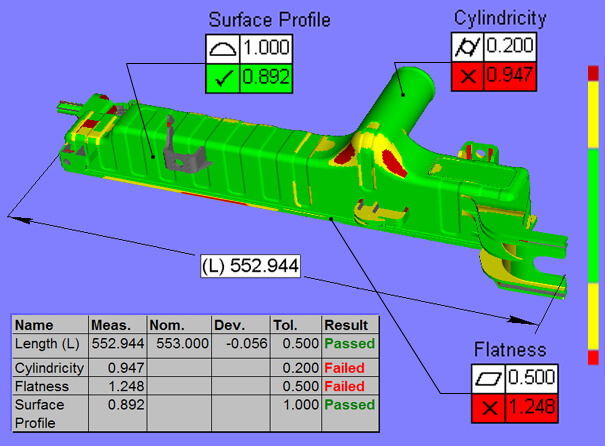 Surface Profile
1.000
0.892
Cylindricity
0.200
0.947
(L) 552.944
Name Meas. Nom. Dev. Tol. Result
Length (L) 552.944 553.000 -0.056 0.500 Passed
Cylindricity 0.947 0.200 Failed
Flatness 1.248 0.500 Failed
Surface Profile 0.892 1.000 Passed
Flatness
0.500
1.248